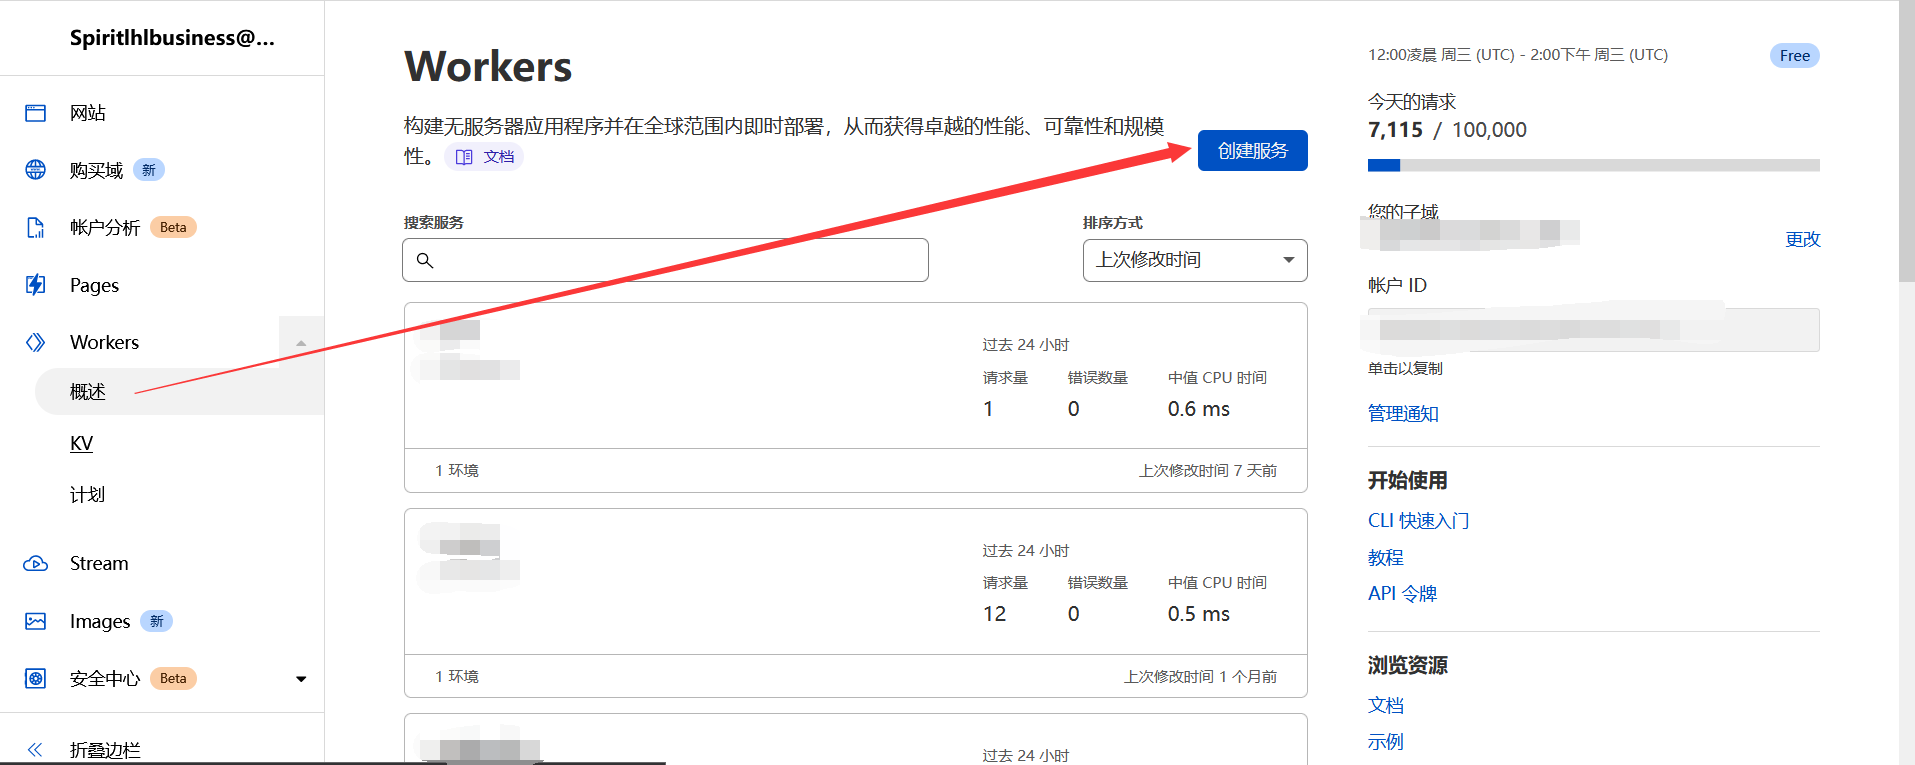 Spiritlhlbusiness@...
网站
购买域 新
帐户分析 Beta
Pages
Workers
概述
KV
计划
Stream
Images 新
安全中心 Beta
折叠边栏
Workers
构建无服务器应用程序并在全球范围内即时部署，从而获得卓越的性能、可靠性和规模
性。 文档
创建服务
搜索服务
排序方式
上次修改时间
过去 24 小时
请求量 错误数量 中值 CPU 时间
1 0 0.6 ms
1 环境 上次修改时间 7 天前
过去 24 小时
请求量 错误数量 中值 CPU 时间
12 0 0.5 ms
1 环境 上次修改时间 1 个月前
过去 24 小时
12:00凌晨 周三 (UTC) - 2:00下午 周三 (UTC) Free
今天的请求
7,115 / 100,000
您的子域
更改
帐户 ID
单击以复制
管理通知
开始使用
CLI 快速入门
教程
API 令牌
浏览资源
文档
示例